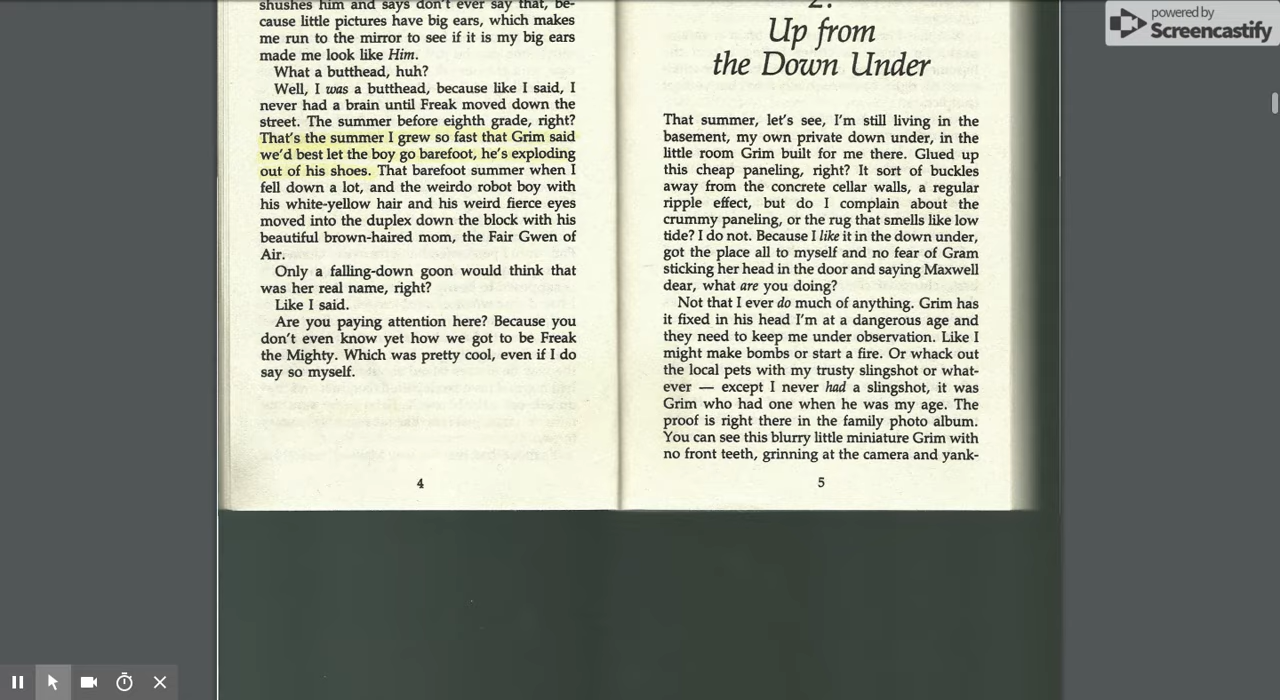 shushes him and says don't ever say that, be-
cause little pictures have big ears, which makes
me run to the mirror to see if it is my big ears
made me look like Him.
What a butthead, huh?
Well, I was a butthead, because like I said, I
never had a brain until Freak moved down the
street. The summer before eighth grade, right?
That's the summer I grew so fast that Grim said
we'd best let the boy go barefoot, he's exploding
out of his shoes. That barefoot summer when I
fell down a lot, and the weirdo robot boy with
his white-yellow hair and his weird fierce eyes
moved into the duplex down the block with his
beautiful brown-haired mom, the Fair Gwen of
Air.
Only a falling-down goon would think that
was her real name, right?
Like I said.
Are you paying attention here? Because you
don't even know yet how we got to be Freak
the Mighty. Which was pretty cool, even if I do
say so myself.
4
2.
Up from
the Down Under
That summer, let's see, I'm still living in the
basement, my own private down under, in the
little room Grim built for me there. Glued up
this cheap paneling, right? It sort of buckles
away from the concrete cellar walls, a regular
ripple effect, but do I complain about the
crummy paneling, or the rug that smells like low
tide? I do not. Because I like it in the down under,
got the place all to myself and no fear of Gram
sticking her head in the door and saying Maxwell
dear, what are you doing?
Not that I ever do much of anything. Grim has
it fixed in his head I'm at a dangerous age and
they need to keep me under observation. Like I
might make bombs or start a fire. Or whack out
the local pets with my trusty slingshot or what-
ever — except I never had a slingshot, it was
Grim who had one when he was my age. The
proof is right there in the family photo album.
You can see this blurry little miniature Grim with
no front teeth, grinning at the camera and yank-
5
powered by
Screencastify